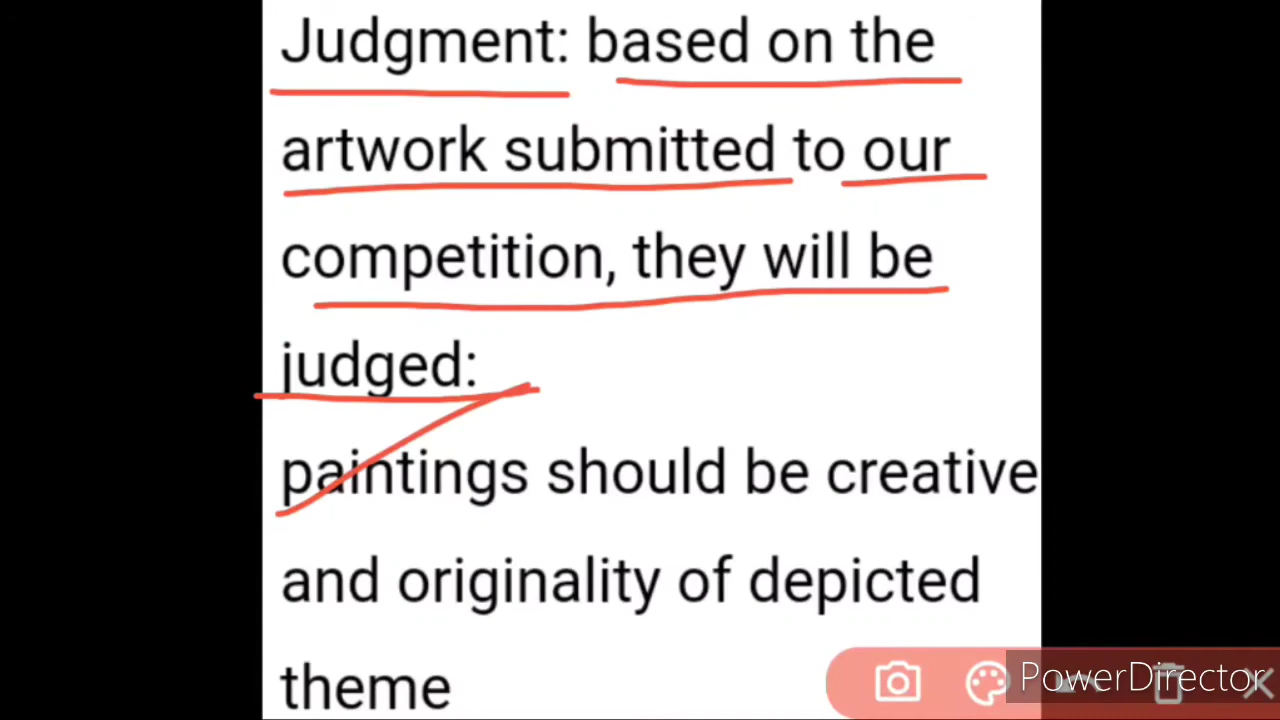 Judgment: based on the
artwork submitted to our
competition, they will be
judged:
paintings should be creative
and originality of depicted
theme
PowerDirector